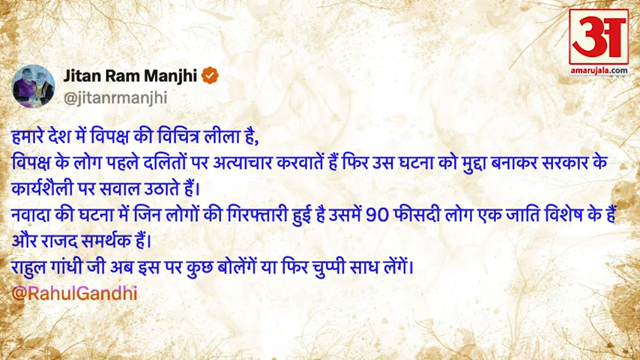 अ
amarujala.com
Jitan Ram Manjhi
@jitanrmanjhi
हमारे देश में विपक्ष की विचित्र लीला है,
विपक्ष के लोग पहले दलितों पर अत्याचार करवातें हैं फिर उस घटना को मुद्दा बनाकर सरकार के
कार्यशैली पर सवाल उठाते हैं।
नवादा की घटना में जिन लोगों की गिरफ्तारी हुई है उसमें 90 फीसदी लोग एक जाति विशेष के हैं
और राजद समर्थक हैं।
राहुल गांधी जी अब इस पर कुछ बोलेंगें या फिर चुप्पी साध लेंगें।
@RahulGandhi